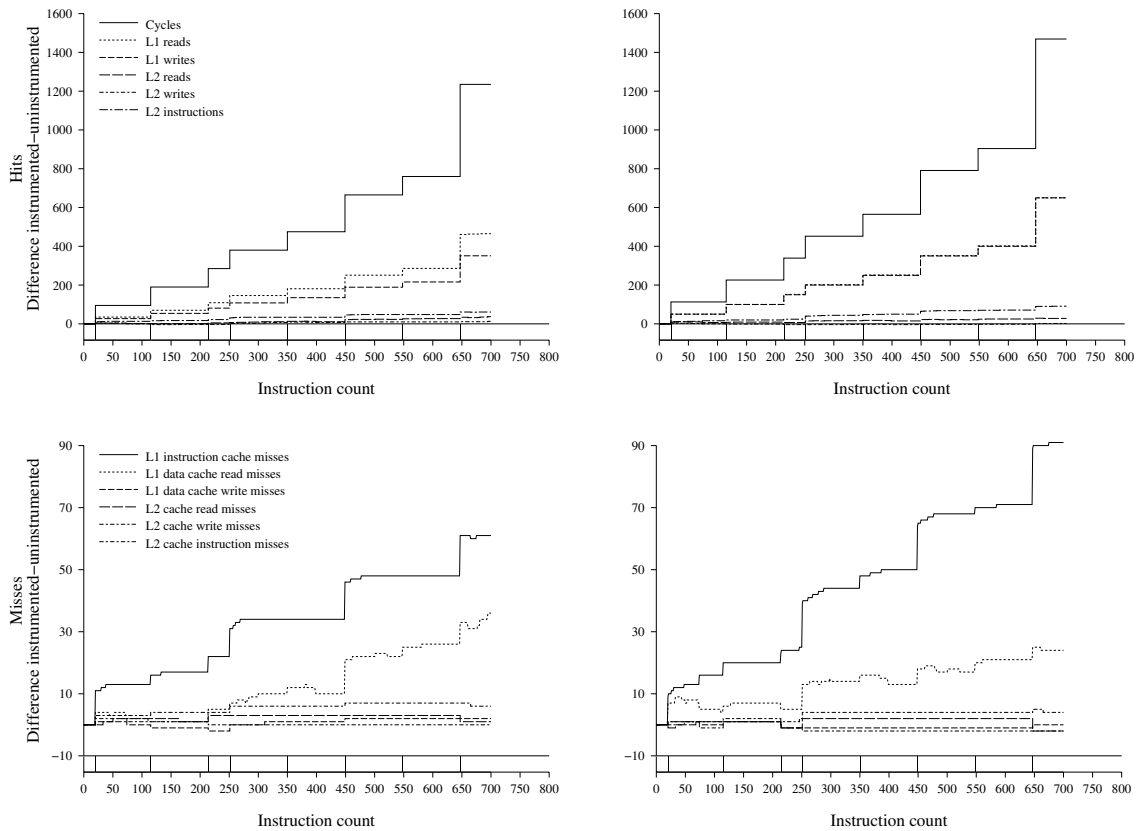 Hits
Difference instrumented−uninstrumented
1600
1400
1200
1000
800
600
400
200
0
Cycles
L1 reads
L1 writes
L2 reads
L2 writes
L2 instructions
0 50 100 150 200 250 300 350 400 450 500 550 600 650 700 800
Instruction count
1600
1400
1200
1000
800
600
400
200
0
0 50 100 150 200 250 300 350 400 450 500 550 600 650 700 800
Instruction count
Misses
Difference instrumented−uninstrumented
90
70
50
30
10
−10
L1 instruction cache misses
L1 data cache read misses
L1 data cache write misses
L2 cache read misses
L2 cache write misses
L2 cache instruction misses
0 50 100 150 200 250 300 350 400 450 500 550 600 650 700 800
Instruction count
90
70
50
30
10
−10
0 50 100 150 200 250 300 350 400 450 500 550 600 650 700 800
Instruction count